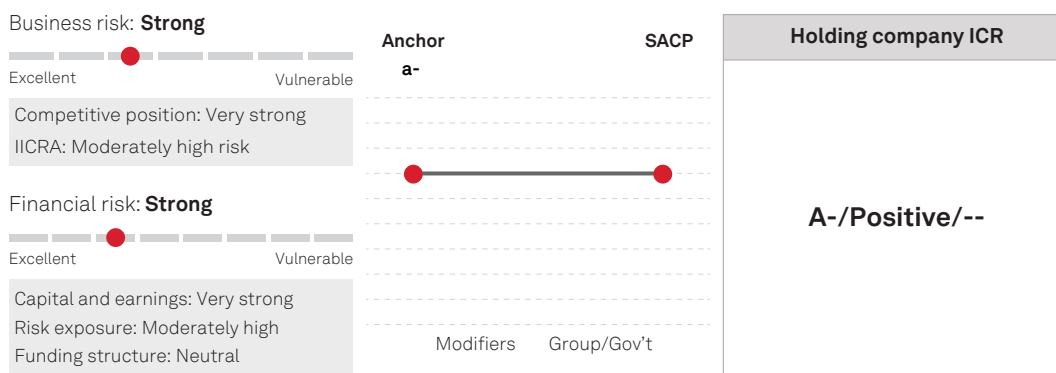 Business risk: Strong
Excellent Vulnerable
Competitive position: Very strong
IICRA: Moderately high risk
Financial risk: Strong
Excellent Vulnerable
Capital and earnings: Very strong
Risk exposure: Moderately high
Funding structure: Neutral
Anchor SACP
a-
Modifiers Group/Gov't
Holding company ICR
A-/Positive/--